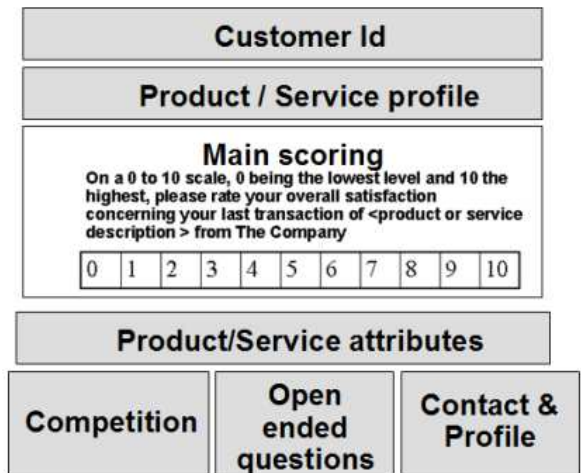 Customer Id
Product / Service profile
Main scoring
On a 0 to 10 scale, 0 being the lowest level and 10 the
highest, please rate your overall satisfaction
concerning your last transaction of <product or service
description > from The Company
0 1 2 3 4 5 6 7 8 9 10
Product/Service attributes
Competition
Open
ended
questions
Contact &
Profile